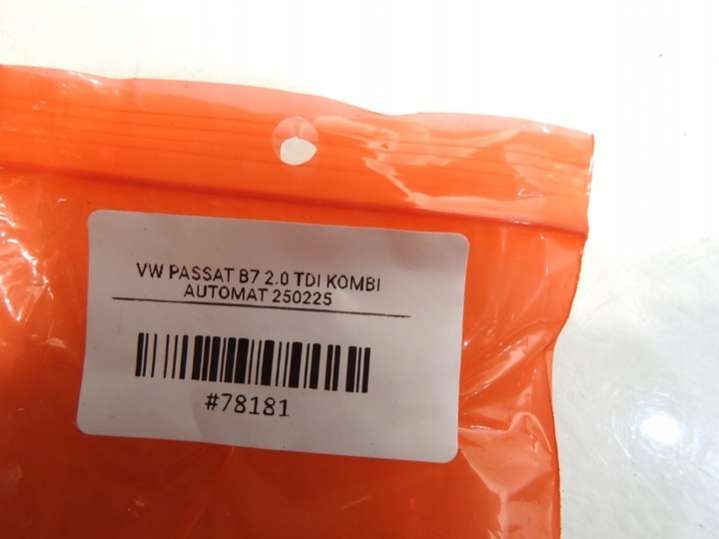 VW PASSAT B7 2.0 TDI KOMBI
AUTOMAT 250225
#78181